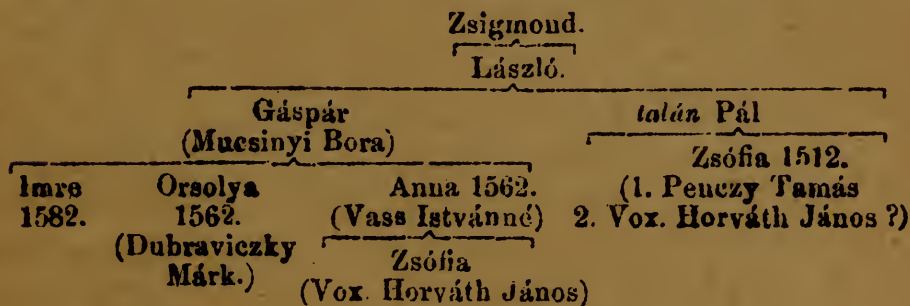 Zsigmond.
László.
Gáspár talán Pál
(Mucsinyi Bora) Zsófia 1512.
Imre Orsolya Anna 1562. (1. Penczy Tamás
1582. 1562. (Vass Istvánné) 2. Vox. Horváth János ?)
(Dubraviczky Zsófia
Márk.) (Vox. Horváth János)